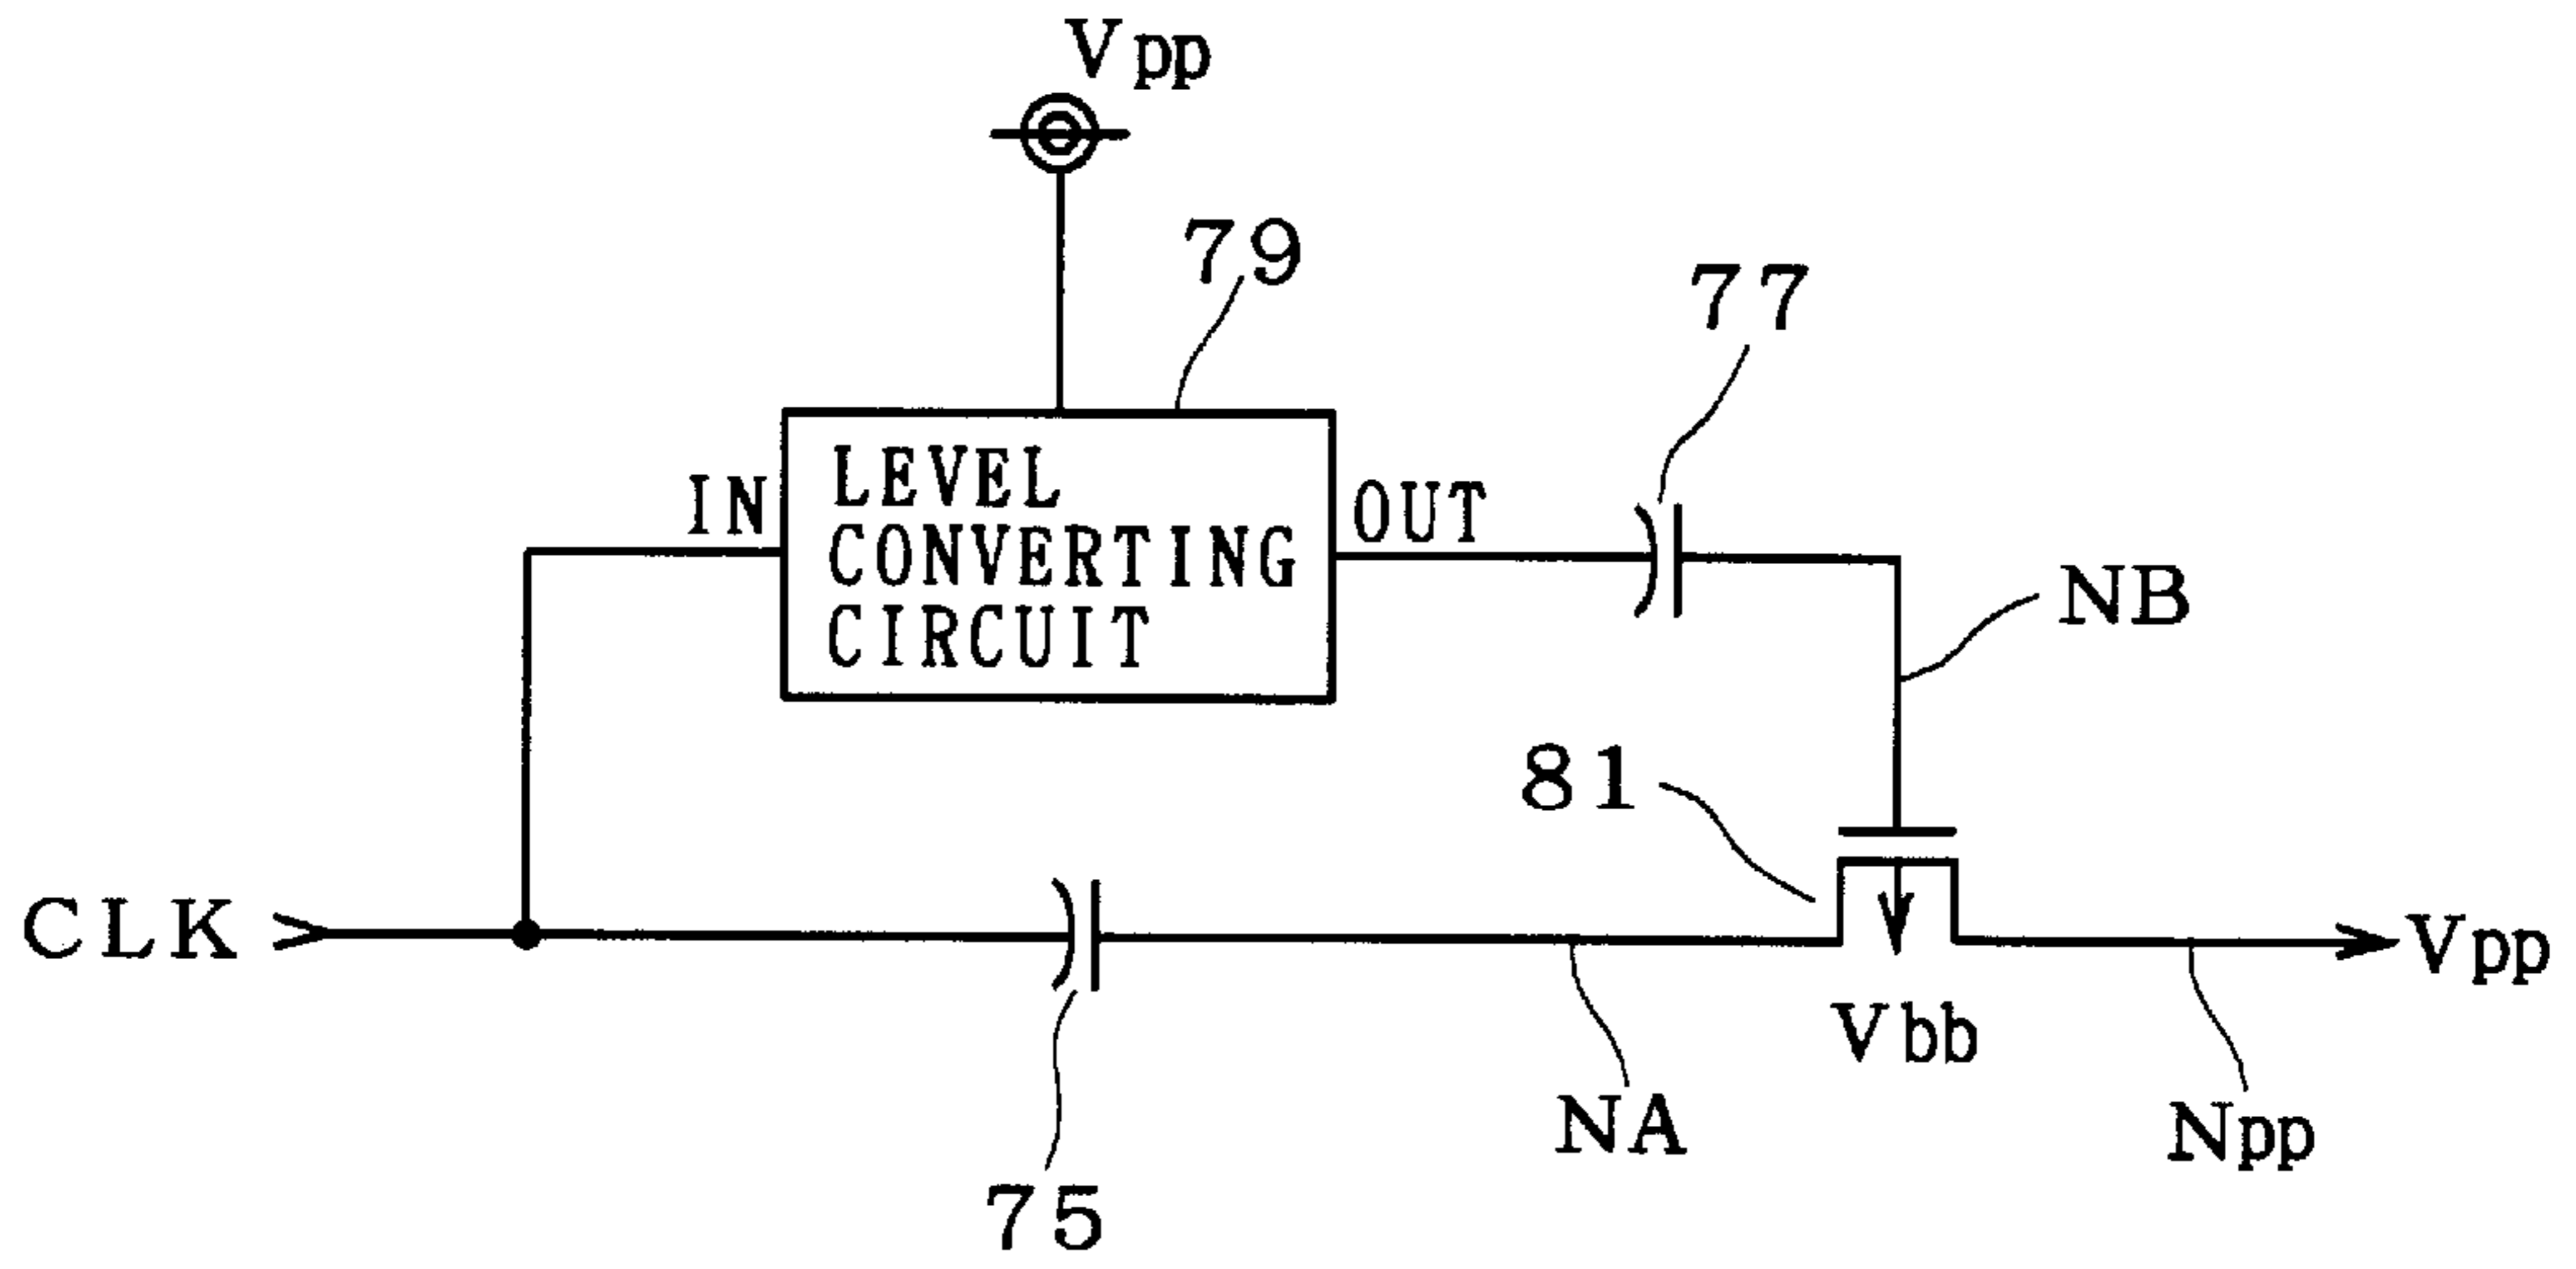 Vpp
79
77
IN
LEVEL
CONVERTING
CIRCUIT
OUT
NB
81
CLK
Vpp
Vbb
NA
Npp
75